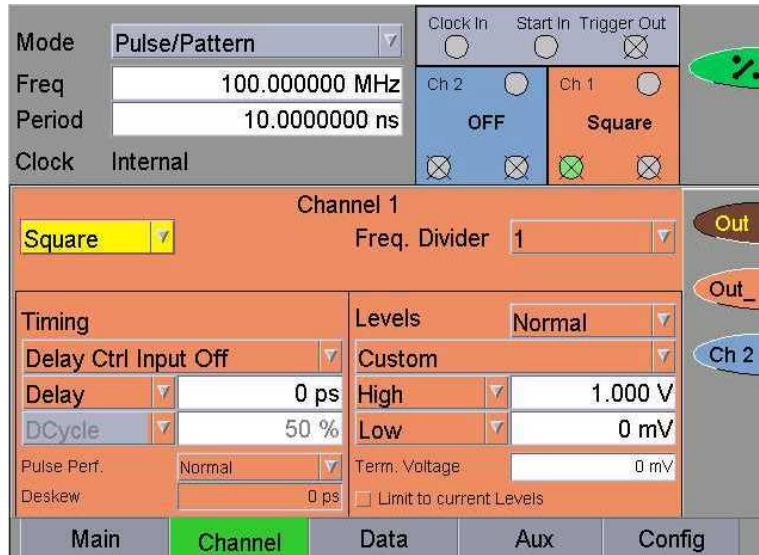 Mode Pulse/Pattern
Freq 100.000000 MHz
Period 10.0000000 ns
Clock Internal
Clock In Start In Trigger Out
Ch 2 Ch 1
OFF Square
Channel 1
Square Freq. Divider 1
Timing
Delay Ctrl Input Off
Delay 0 ps
DCycle 50 %
Pulse Perf. Normal
Deskew 0 ps
Levels Normal
Custom
High 1.000 V
Low 0 mV
Term. Voltage 0 mV
Limit to current Levels
Out
Out_
Ch 2
Main Channel Data Aux Config